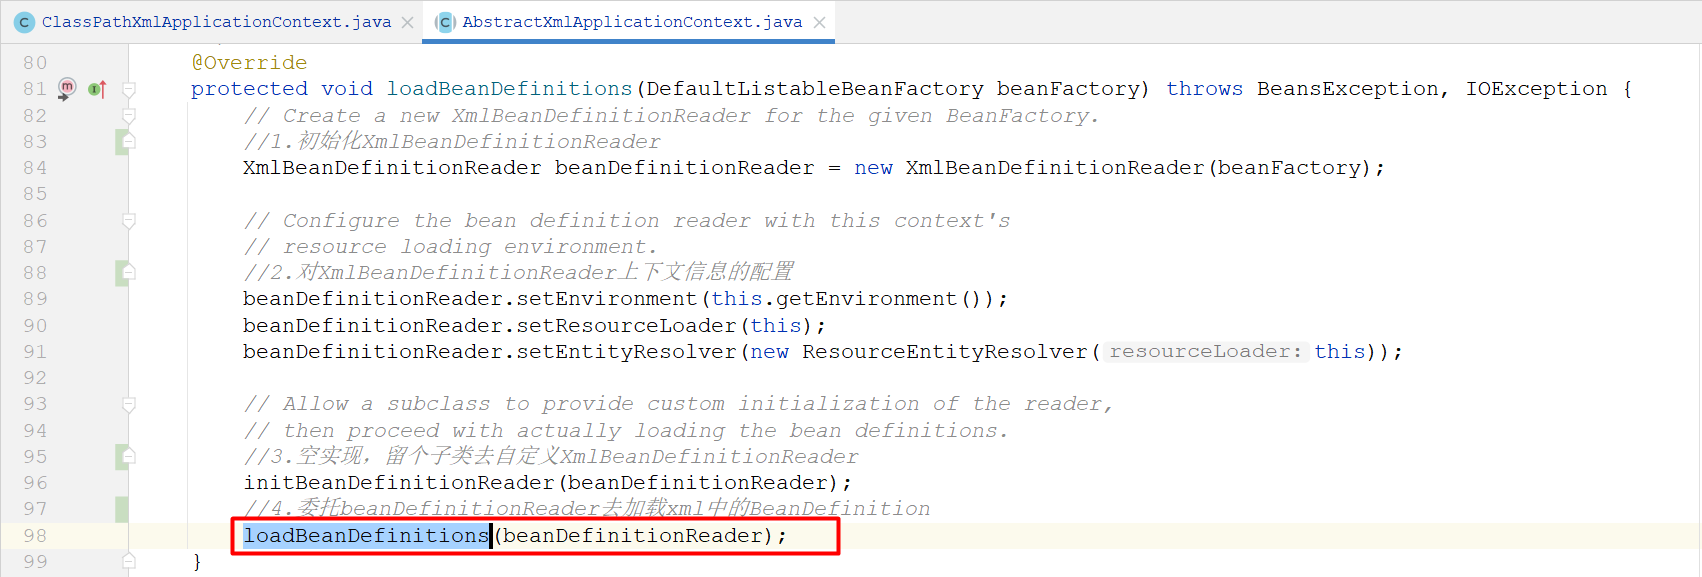 ClassPathXmlApplicationContext.java AbstractXmlApplicationContext.java
80 @Override
81 protected void loadBeanDefinitions(DefaultListableBeanFactory beanFactory) throws BeansException, IOException {
82 // Create a new XmlBeanDefinitionReader for the given BeanFactory.
83 //1.初始化XmlBeanDefinitionReader
84 XmlBeanDefinitionReader beanDefinitionReader = new XmlBeanDefinitionReader(beanFactory);
85
86 // Configure the bean definition reader with this context's
87 // resource loading environment.
88 //2.对XmlBeanDefinitionReader上下文信息的配置
89 beanDefinitionReader.setEnvironment(this.getEnvironment());
90 beanDefinitionReader.setResourceLoader(this);
91 beanDefinitionReader.setEntityResolver(new ResourceEntityResolver( resourceLoader: this));
92
93 // Allow a subclass to provide custom initialization of the reader,
94 // then proceed with actually loading the bean definitions.
95 //3.空实现，留个子类去自定义XmlBeanDefinitionReader
96 initBeanDefinitionReader(beanDefinitionReader);
97 //4.委托beanDefinitionReader去加载xml中的BeanDefinition
98 loadBeanDefinitions(beanDefinitionReader);
99 }